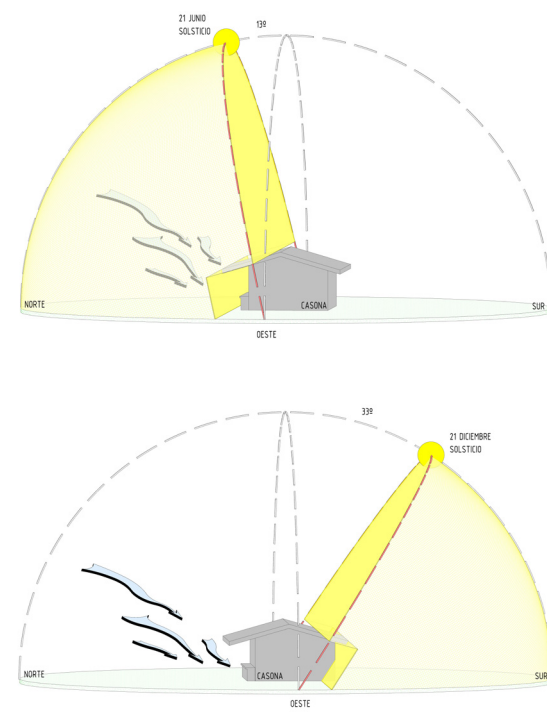 21 JUNIO
SOLSTICIO
13º
NORTE
CASONA
SUR
OESTE
33º
21 DICIEMBRE
SOLSTICIO
NORTE
CASONA
SUR
OESTE